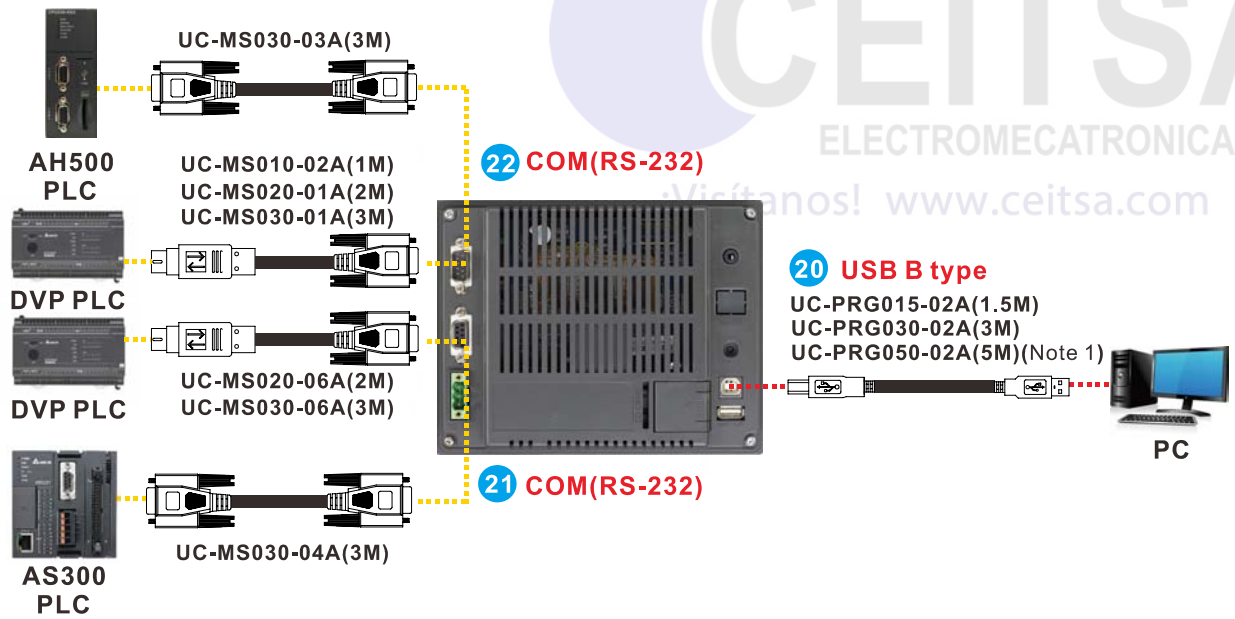 CEITSA
ELECTROMECATRONICA
¡Visítanos! www.ceitsa.com
UC-MS030-03A(3M)
AH500
PLC
22 COM(RS-232)
UC-MS010-02A(1M)
UC-MS020-01A(2M)
UC-MS030-01A(3M)
DVP PLC
20 USB B type
UC-PRG015-02A(1.5M)
UC-PRG030-02A(3M)
UC-PRG050-02A(5M)(Note 1)
PC
UC-MS020-06A(2M)
UC-MS030-06A(3M)
DVP PLC
21 COM(RS-232)
UC-MS030-04A(3M)
AS300
PLC